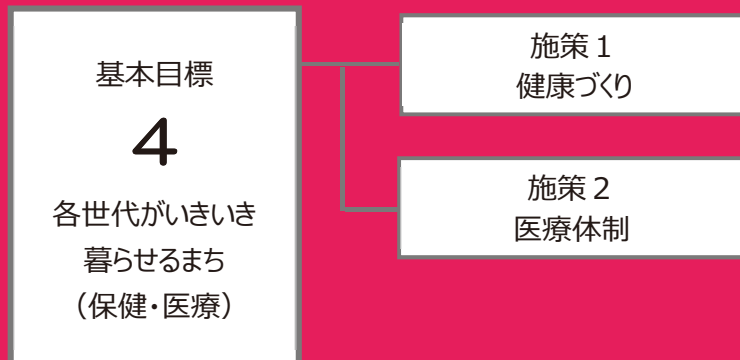 基本目標
4
各世代がいきいき
暮らせるまち
（保健・医療）
施策１
健康づくり
施策２
医療体制